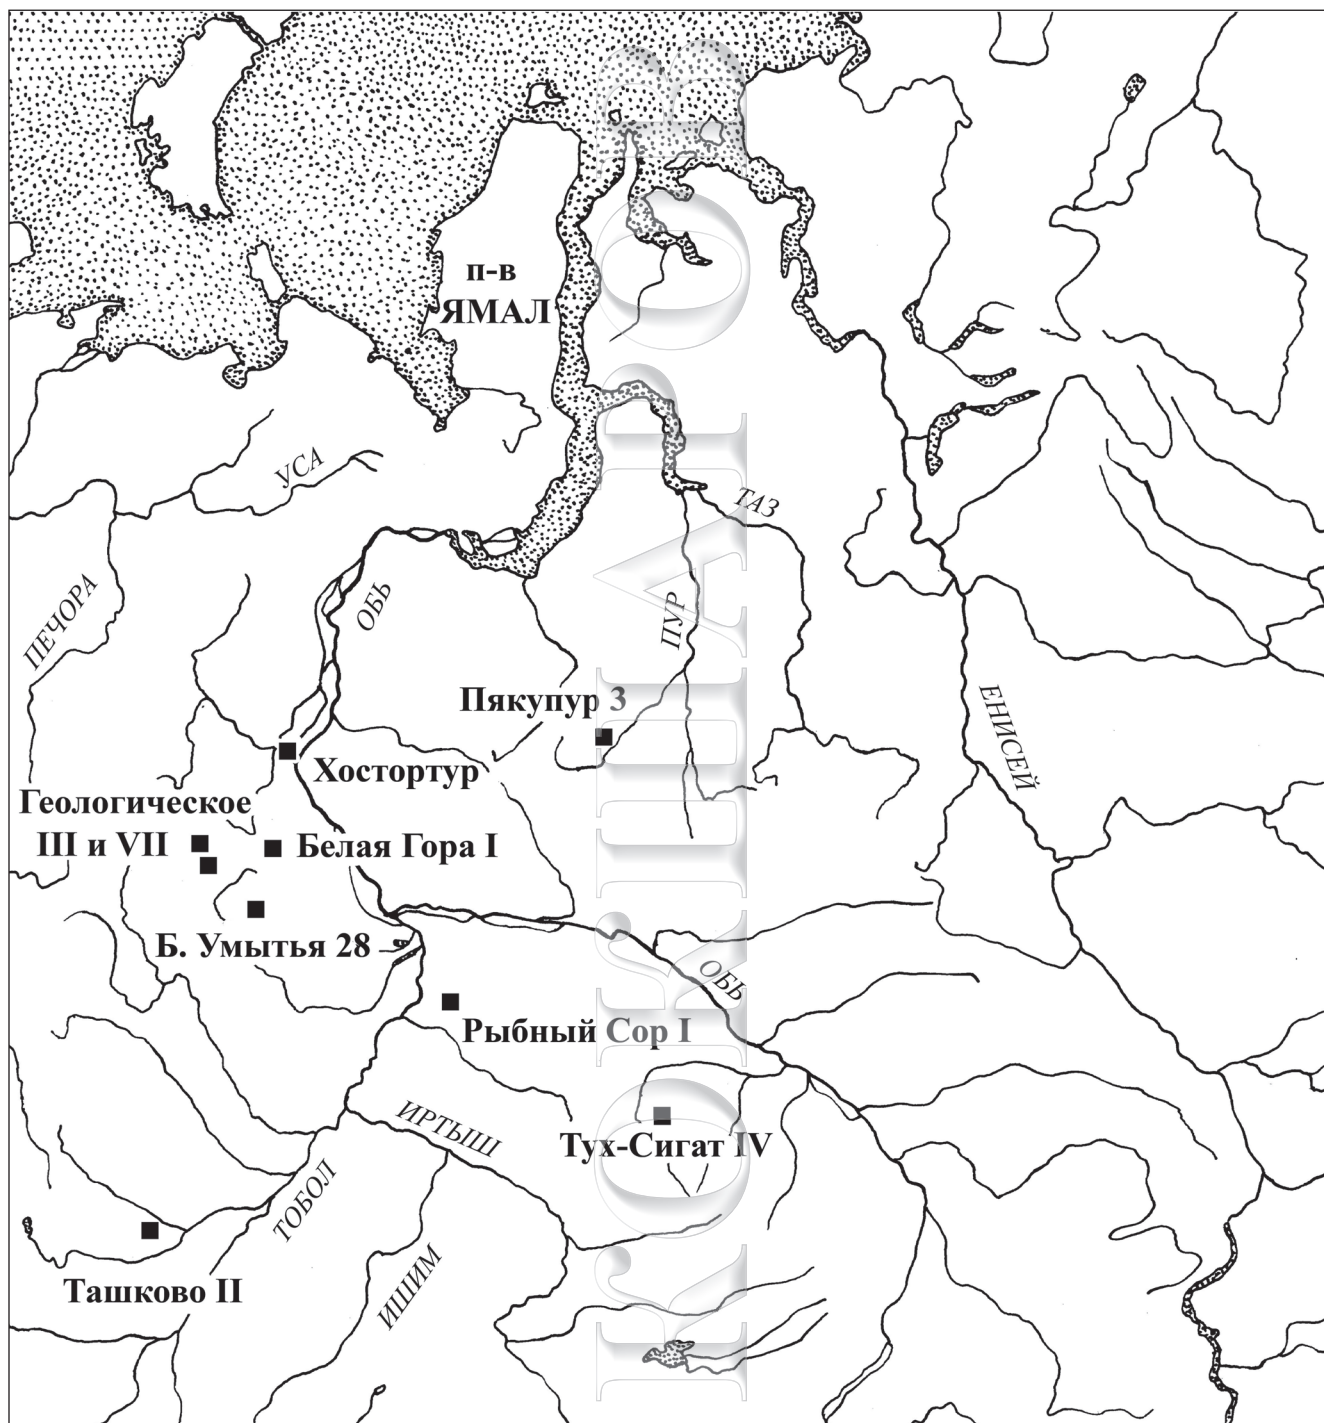 п-в
ЯМАЛ
УСА
ТАЗ
ПЕЧОРА
ОБЬ
ПУР
Пякупур 3
ЕНИСЕЙ
Хостортур
Геологическое
III и VII
Белая Гора I
Б. Умытья 28
ОБЬ
Рыбный Сор I
ИРТЫШ
Тух-Сигат IV
ТОБОЛ
ИШИМ
Ташково II